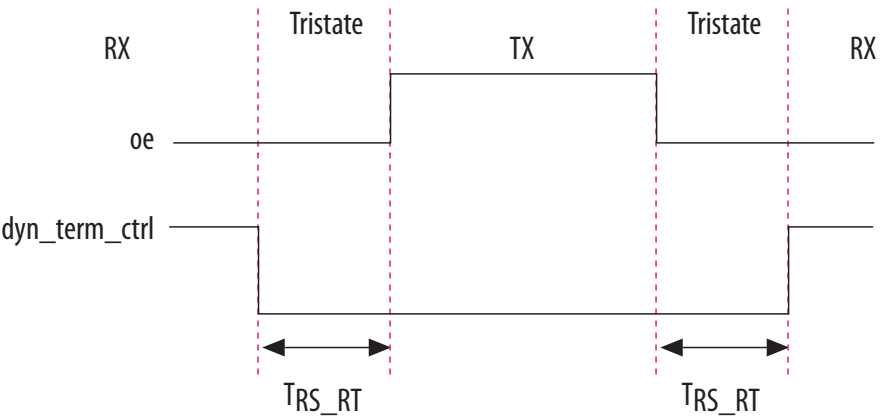 Tristate
Tristate
RX
TX
RX
oe
dyn_term_ctrl
TRS_RT
TRS_RT